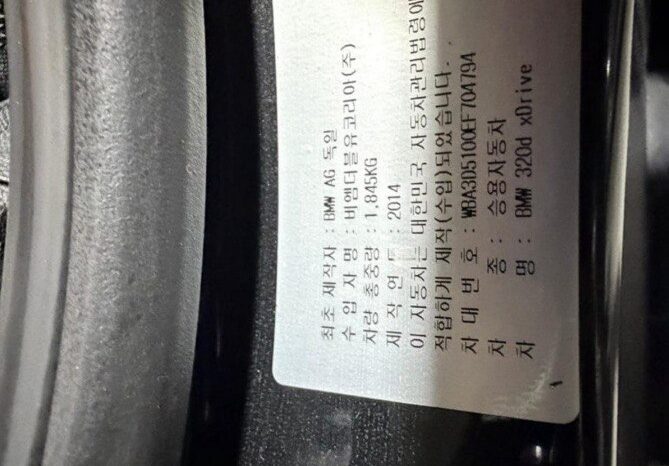 최초 제작자 : BMW AG 독일
수 입 자 명 : 비엠더블유코리아(주)
차량 총중량 : 1,845KG
제 작 연 도 : 2014
이 자동차는 대한민국 자동차관리법령에
적합하게 제작(수입)되었습니다.
차 대 번 호 : WBA3D5100EF704794
차 종 : 승용자동차
차 명 : BMW 320d xDrive